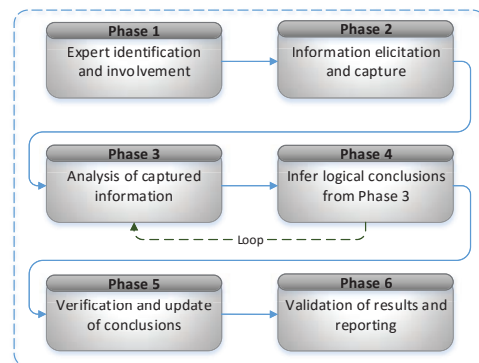 Phase 1
Expert identification
and involvement
Phase 2
Information elicitation
and capture
Phase 3
Analysis of captured
information
Phase 4
Infer logical conclusions
from Phase 3
Loop
Phase 5
Verification and update
of conclusions
Phase 6
Validation of results and
reporting